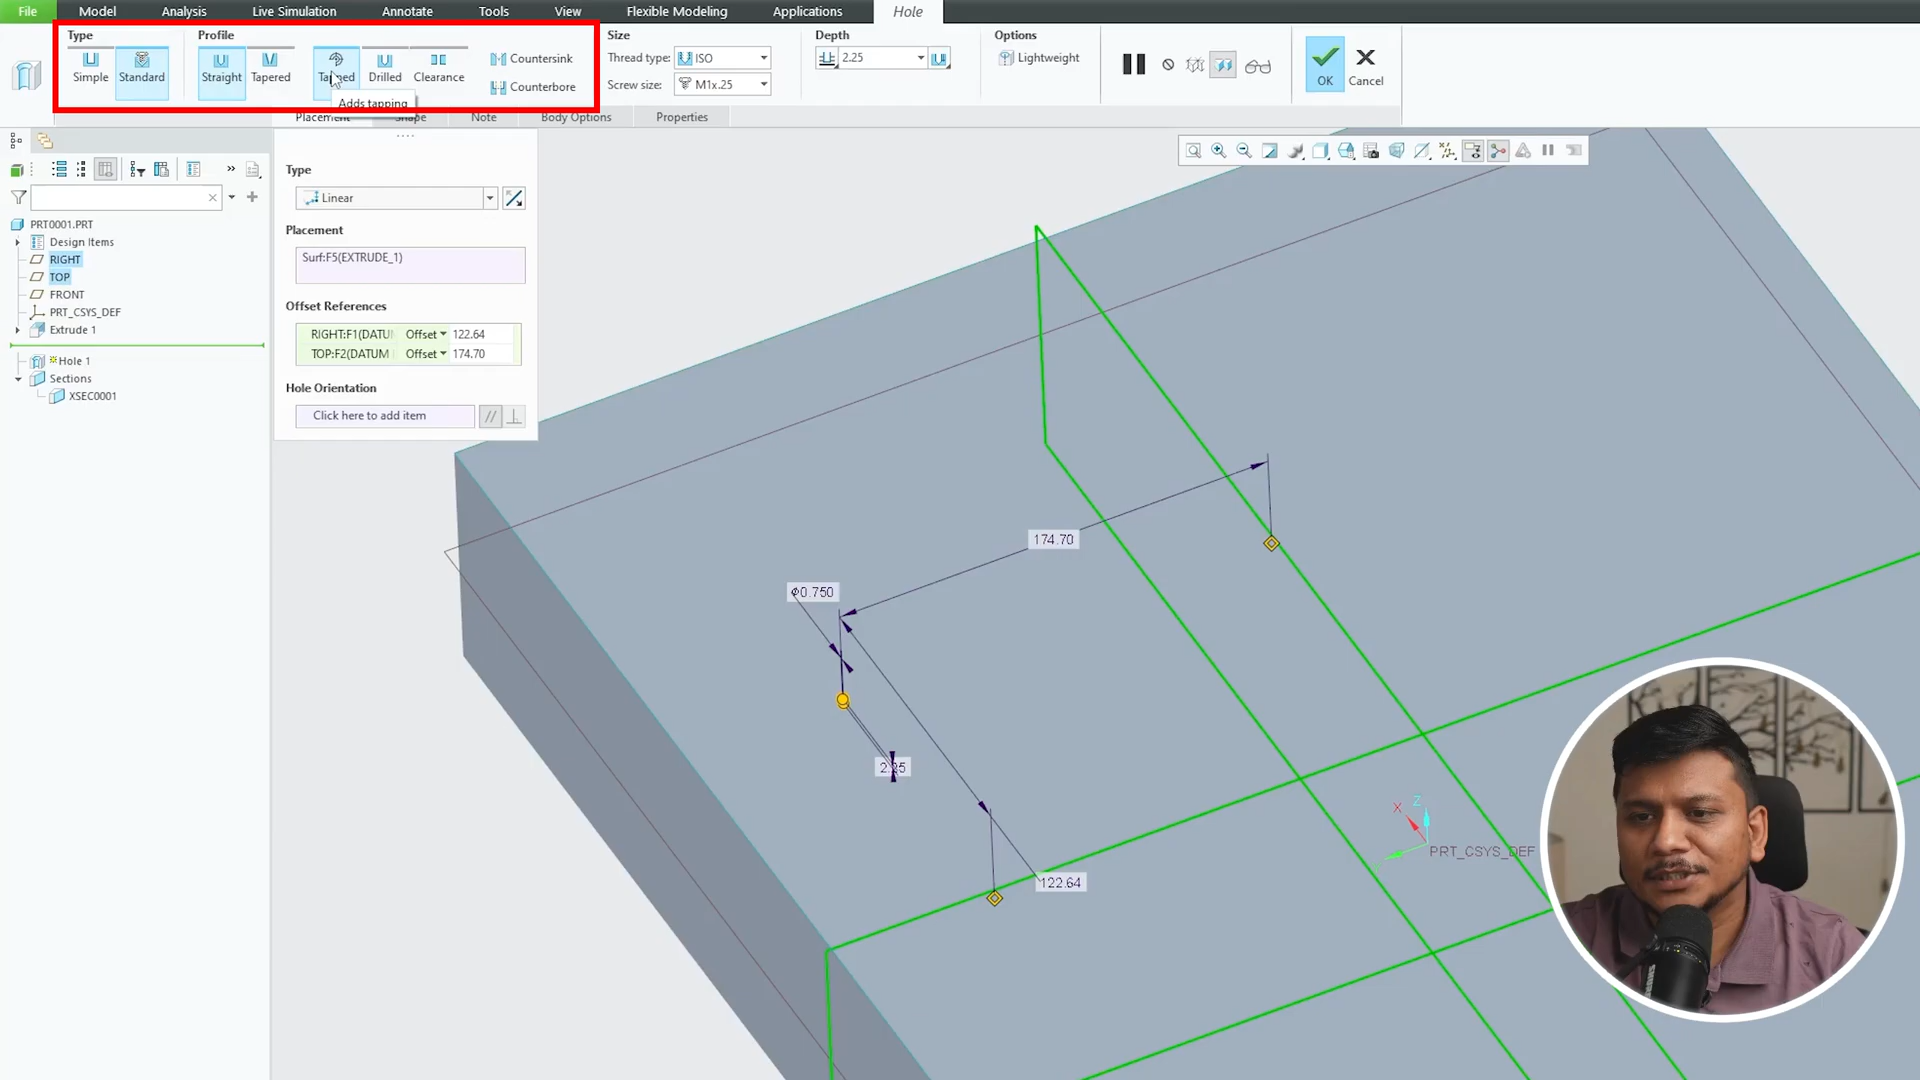 File Model Analysis Live Simulation Annotate Tools View Flexible Modeling Applications Hole
Type Profile Size Depth Options
Countersink Thread type: ISO 2.25 Lightweight
Simple Standard Straight Tapered Tapped Drilled Clearance OK Cancel
Counterbore Screw size: M1x.25
Adds tapping
Placement Shape Note Body Options Properties
Type
Linear
Placement
Surf:F5(EXTRUDE_1)
Offset References
RIGHT:F1(DATU Offset 122.64
TOP:F2(DATUM Offset 174.70
Hole Orientation
Click here to add item
PRT0001.PRT
Design Items
RIGHT
TOP
FRONT
PRT_CSYS_DEF
Extrude 1
Hole 1
Sections
XSEC0001
174.70
⌀0.750
2.25
122.64
X Z
PRT_CSYS_DEF